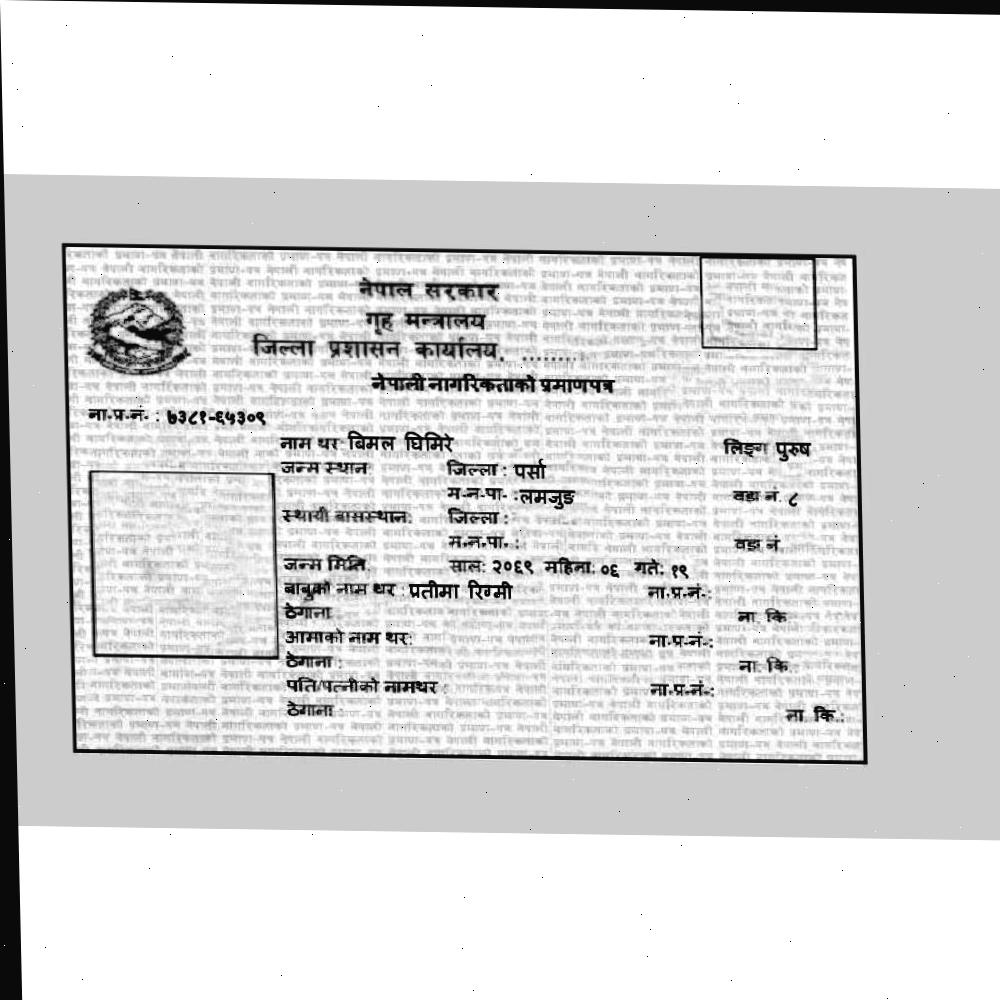 नेपाल सरकार
गृह मन्त्रालय
जिल्ला प्रशासन कार्यालय, .........
नेपाली नागरिकताको प्रमाणपत्र
ना.प्र.नं. : ७३८१-६५३०९
नाम थर: बिमल घिमिरे लिङ्ग पुरुष
जन्म स्थान: जिल्ला : पर्सा
म.न.पा. : लमजुङ वडा नं. ८
स्थायी बासस्थान: जिल्ला :
म.न.पा. : वडा नं
जन्म मिति: साल: २०६९ महिना: ०६ गते: १९
बाबुको नाम थर : प्रतीमा रिग्मी ना.प्र.नं.:
ठेगाना : ना. कि
आमाको नाम थर: ना.प्र.नं.:
ठेगाना : ना. कि.:
पति/पत्नीको नामथर : ना.प्र.नं.:
ठेगाना : ना. कि.: